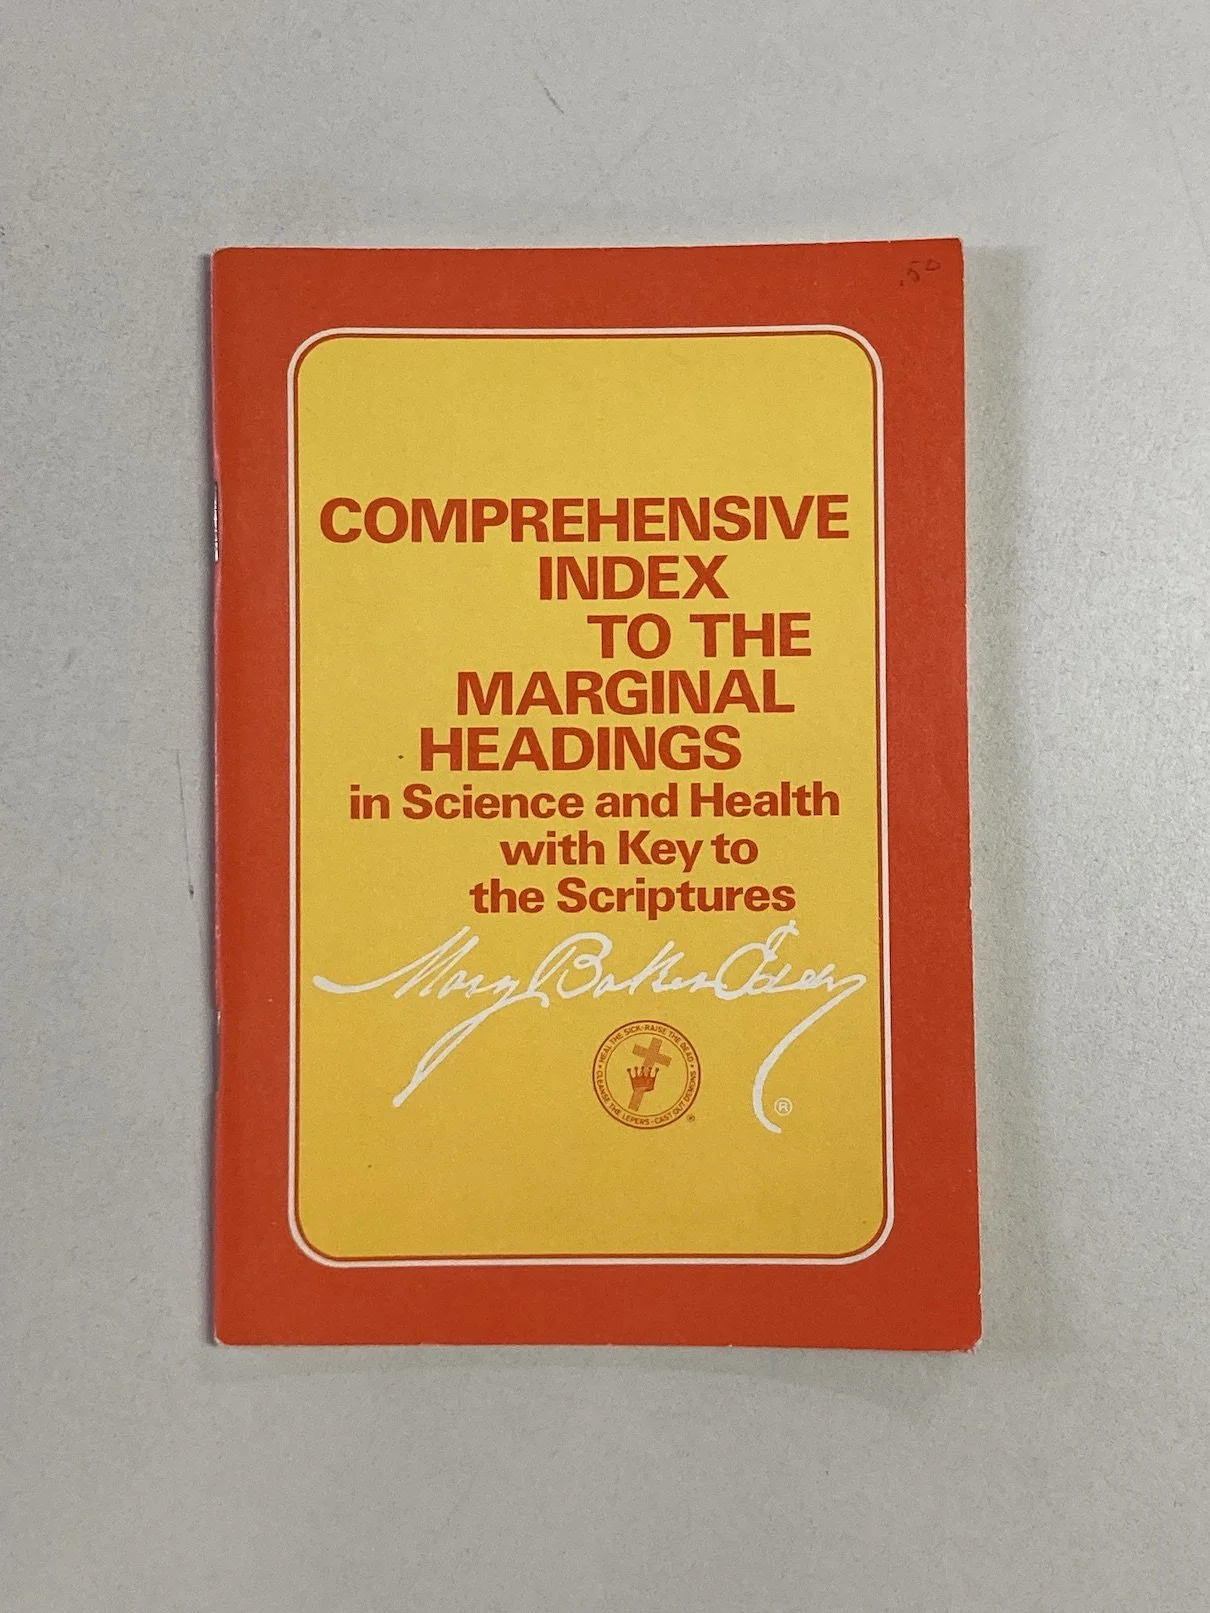 .50
COMPREHENSIVE
INDEX
TO THE
MARGINAL
HEADINGS
in Science and Health
with Key to
the Scriptures
Mary Baker Eddy
HEAL THE SICK · RAISE THE DEAD · CLEANSE THE LEPERS · CAST OUT DEMONS ·
®
®